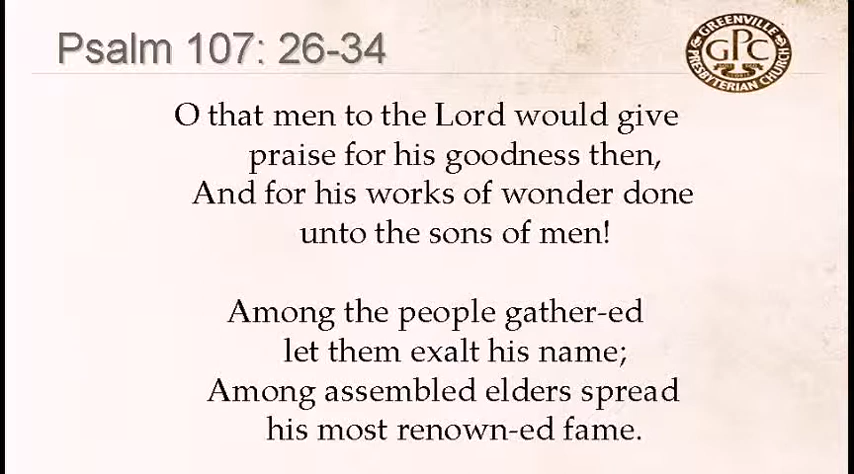 Psalm 107: 26-34
GREENVILLE
GPC
PRESBYTERIAN CHURCH
O that men to the Lord would give
praise for his goodness then,
And for his works of wonder done
unto the sons of men!
Among the people gather-ed
let them exalt his name;
Among assembled elders spread
his most renown-ed fame.